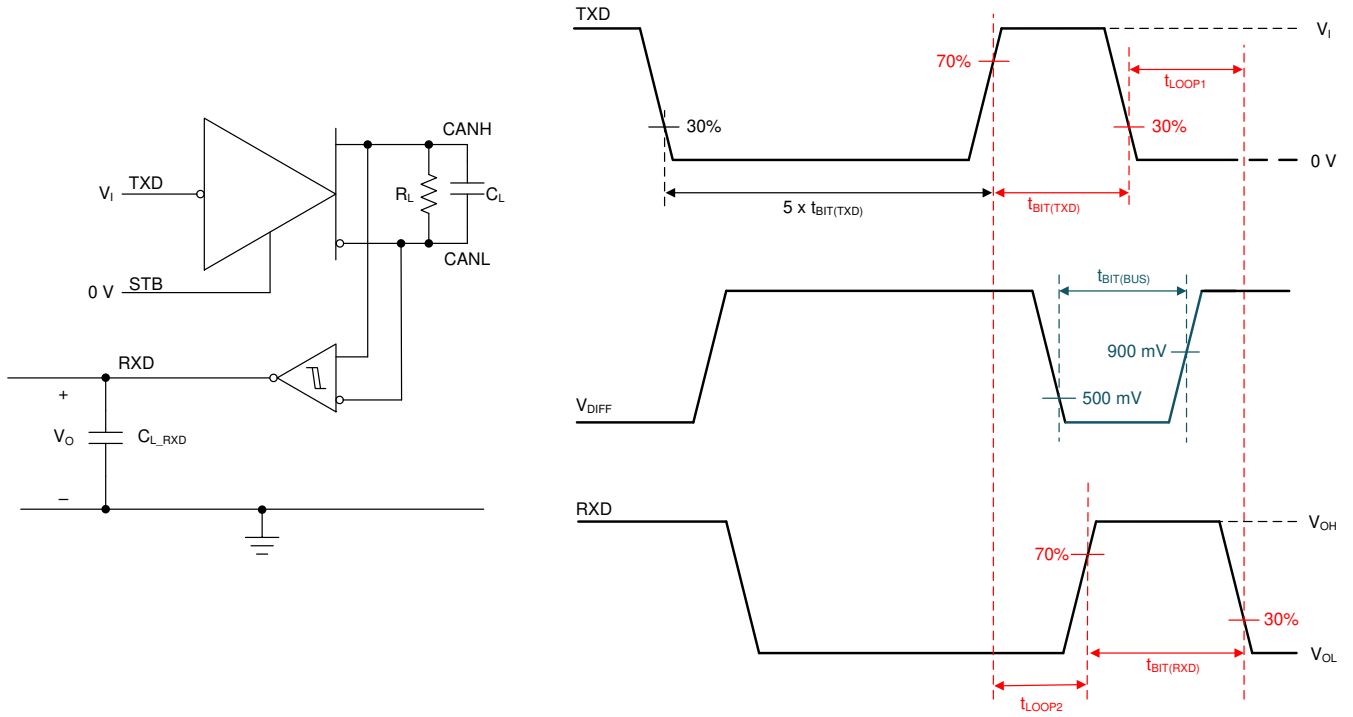 CANH
V_I TXD
R_L
C_L
CANL
0 V STB
RXD
+
V_O
C_L_RXD
–
TXD
V_I
70%
t_LOOP1
30%
30%
0 V
5 x t_BIT(TXD)
t_BIT(TXD)
t_BIT(BUS)
900 mV
500 mV
V_DIFF
RXD
V_OH
70%
30%
t_BIT(RXD)
V_OL
t_LOOP2